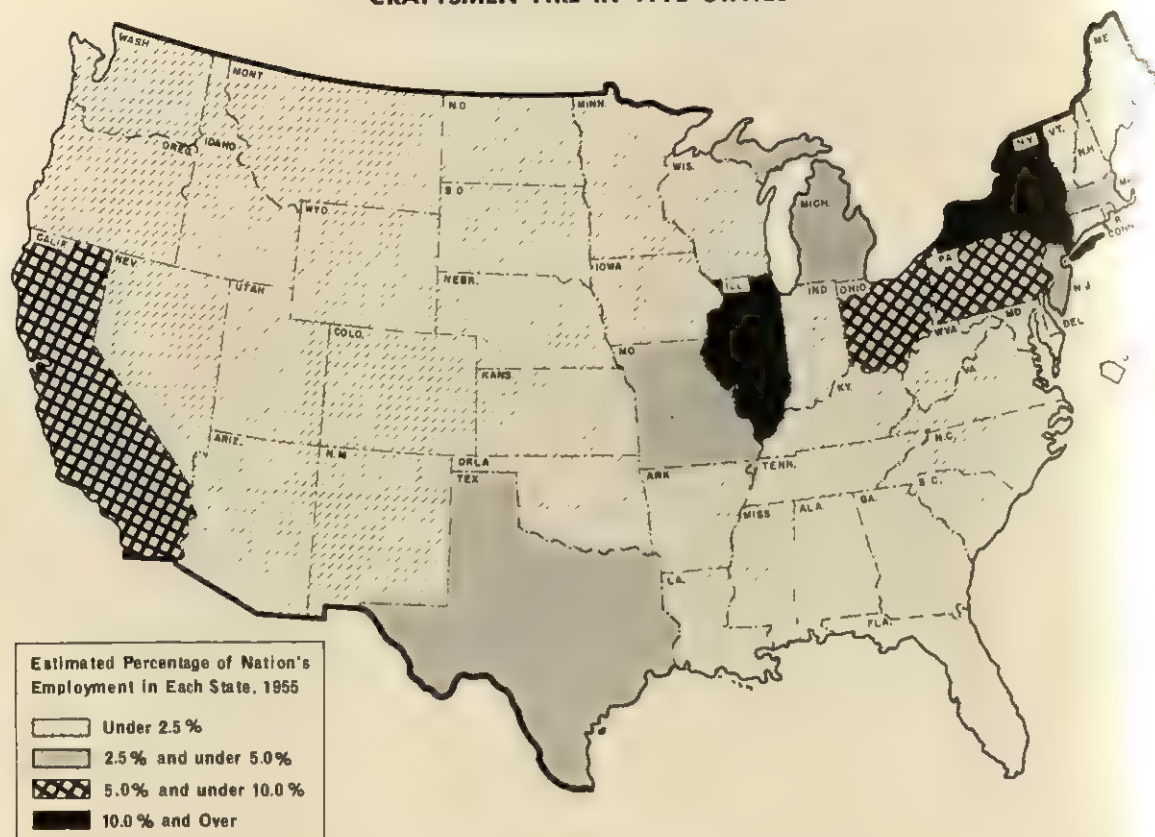 CRAFTSMEN ARE IN FIVE STATES
WASH
MONT
N.D.
MINN.
ME.
OREG.
IDAHO
WIS.
N.Y.
VT.
N.H.
S.D.
WYO.
MICH.
R
CONN
CALIF.
NEV.
UTAH
NEBR.
IOWA
ILL.
IND
OHIO
PA
N J
MD
DEL
COLO.
KANS.
MO
KY.
W.VA
VA
ARIZ.
N.M
OKLA
TEX
ARK
TENN.
N.C.
S.C.
MISS
ALA
GA.
LA.
FLA.
Estimated Percentage of Nation's
Employment in Each State, 1955
Under 2.5%
2.5% and under 5.0%
5.0% and under 10.0%
10.0% and Over